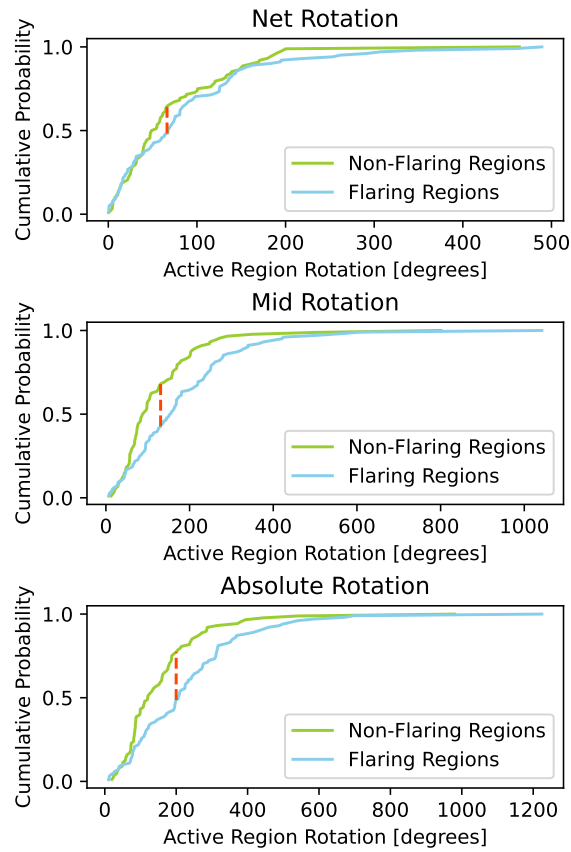 Net Rotation
Cumulative Probability
1.0
0.5
0.0
Non-Flaring Regions
Flaring Regions
0 100 200 300 400 500
Active Region Rotation [degrees]
Mid Rotation
Cumulative Probability
1.0
0.5
0.0
Non-Flaring Regions
Flaring Regions
0 200 400 600 800 1000
Active Region Rotation [degrees]
Absolute Rotation
Cumulative Probability
1.0
0.5
0.0
Non-Flaring Regions
Flaring Regions
0 200 400 600 800 1000 1200
Active Region Rotation [degrees]